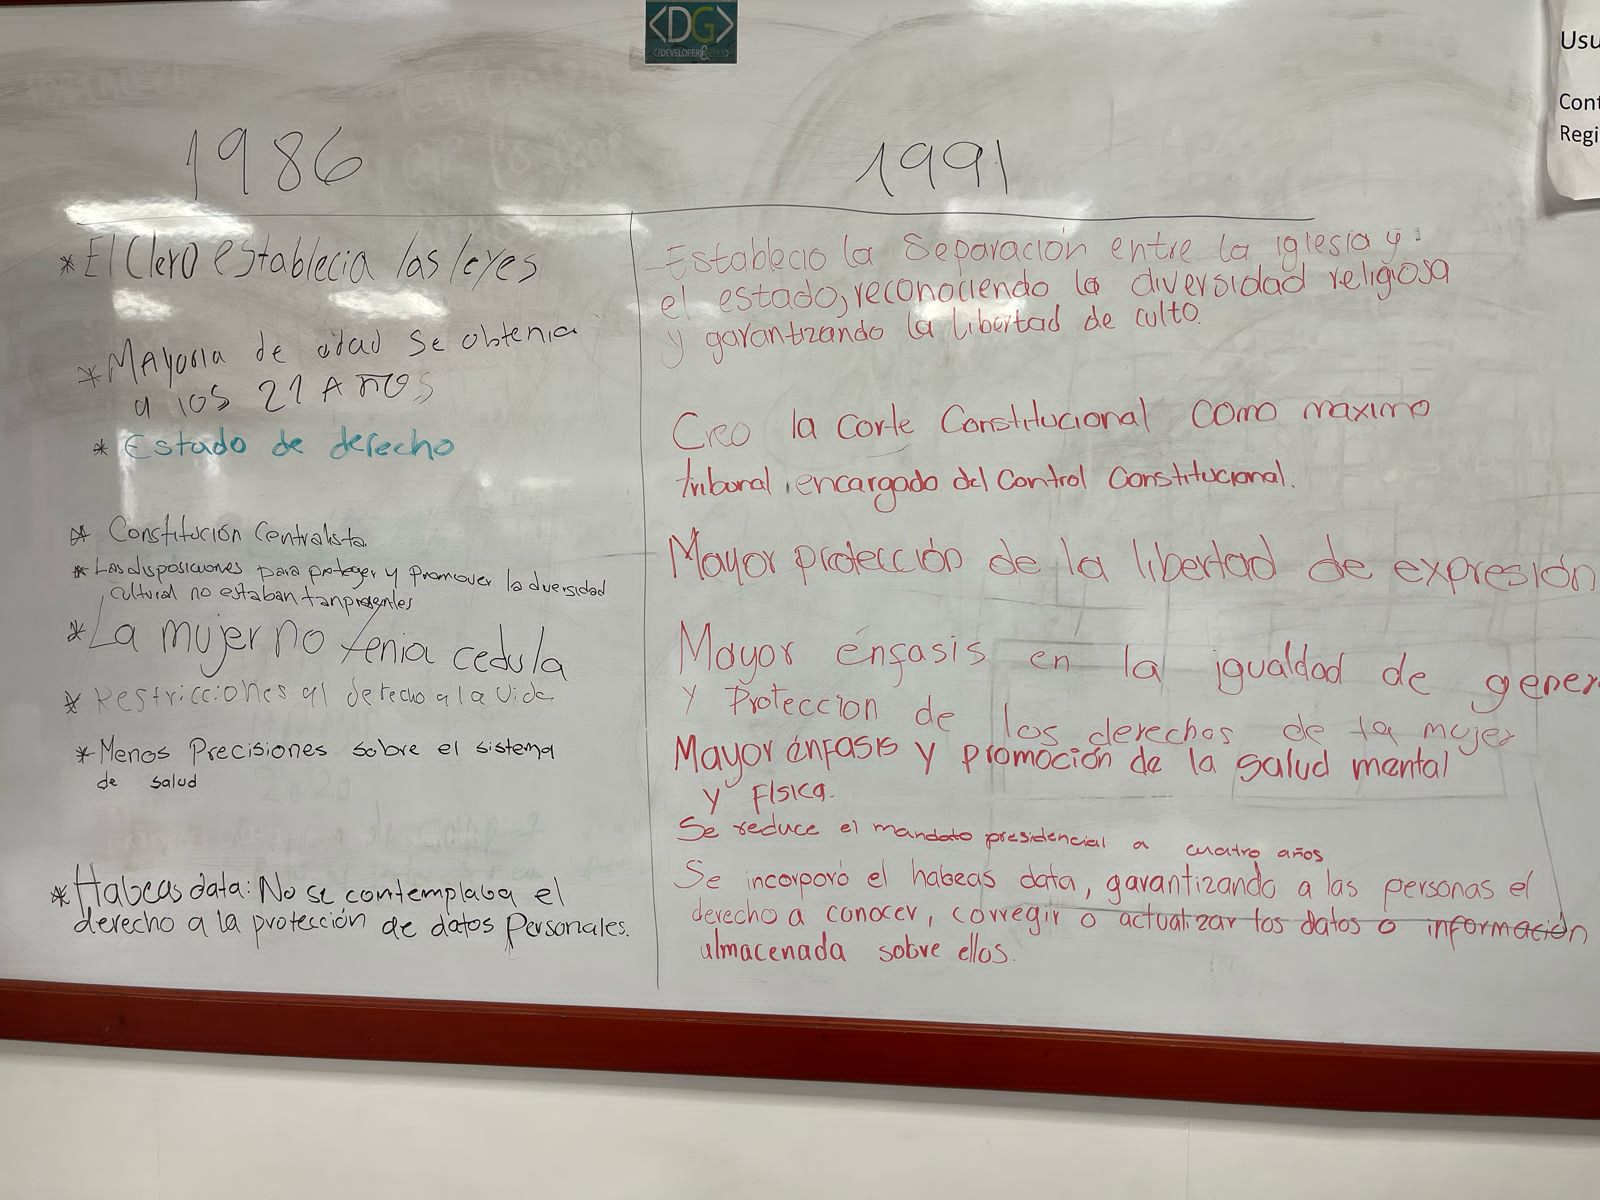 <DG>
1986
* El Clero establecia las leyes
* Mayoria de edad se obtenia
a los 21 Años
* Estado de derecho
* Constitución Centralista
* Las disposiciones para proteger y promover la diversidad
cultural no estaban tan presentes
* La mujer no tenia cedula
* Restricciones al derecho a la vida
* Menos Precisiones sobre el sistema
de salud
* Habeas data: No se contemplaba el
derecho a la protección de datos Personales.
1991
Establecio la Separación entre la iglesia y
el estado, reconociendo la diversidad religiosa
y garantizando la libertad de culto.
Creo la Corte Constitucional como maximo
tribunal encargado del Control Constitucional.
Mayor protección de la libertad de expresión
Mayor énfasis en la igualdad de gener
y Proteccion de los derechos de la mujer
Mayor énfasis y promoción de la salud mental
y Física.
Se reduce el mandato presidencial a cuatro años
Se incorporó el habeas data, garantizando a las personas el
derecho a conocer, corregir o actualizar los datos o información
almacenada sobre ellos.
Usu
Cont
Regi